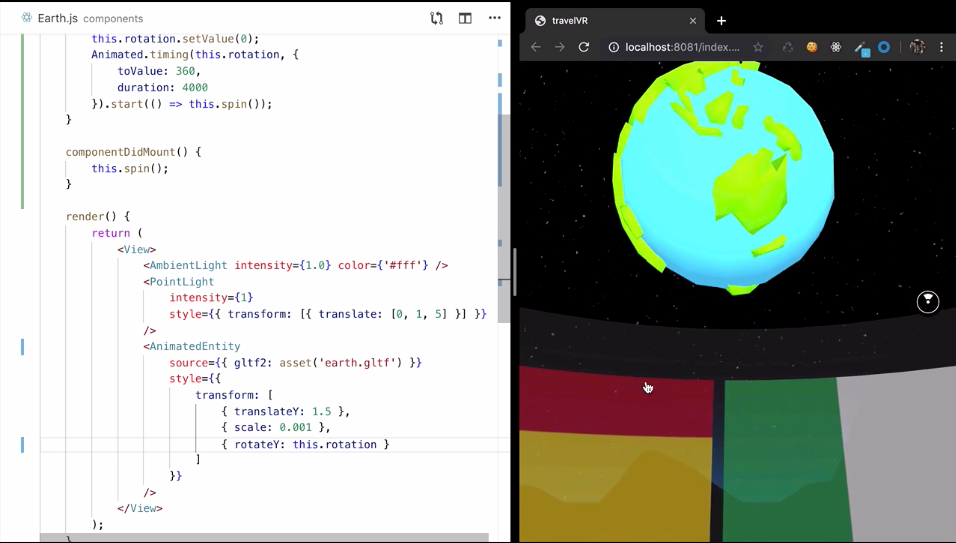 Earth.js components
this.rotation.setValue(0);
Animated.timing(this.rotation, {
toValue: 360,
duration: 4000
}).start(() => this.spin());
}
componentDidMount() {
this.spin();
}
render() {
return (
<View>
<AmbientLight intensity={1.0} color={'#fff'} />
<PointLight
intensity={1}
style={{ transform: [{ translate: [0, 1, 5] }] }}
/>
<AnimatedEntity
source={{ gltf2: asset('earth.gltf') }}
style={{
transform: [
{ translateY: 1.5 },
{ scale: 0.001 },
{ rotateY: this.rotation }
]
}}
/>
</View>
);
}
travelVR
localhost:8081/index....